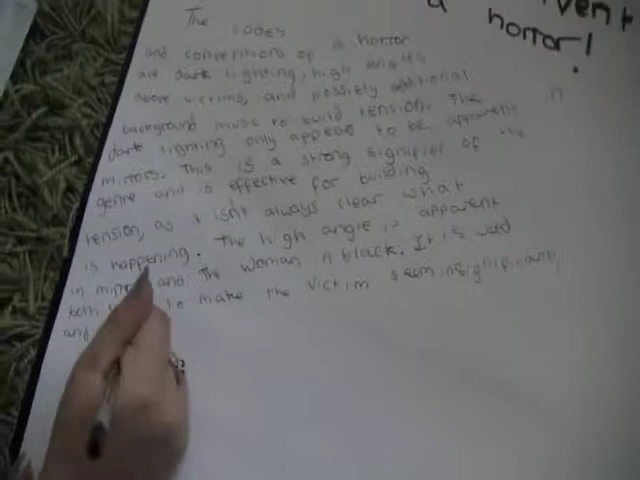 a
horror!
The codes
and conventions of a horror
are dark lighting, high angles
above victims, and possibly additional
background music to build tension. The
dark lighting only appears to be apparent in
mirrors. This is a strong signifier of the
genre and is effective for building
tension, as it isn't always clear what
is happening. The high angle is apparent
in and The Woman in black. It is used
both to make the victim seem insignificant,
and